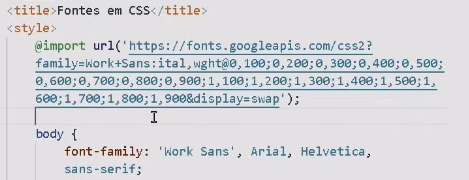 <title>Fontes em CSS</title>
<style>
@import url('https://fonts.googleapis.com/css2?
family=Work+Sans:ital,wght@0,100;0,200;0,300;0,400;0,500;
0,600;0,700;0,800;0,900;1,100;1,200;1,300;1,400;1,500;1,
600;1,700;1,800;1,900&display=swap');
body {
font-family: 'Work Sans', Arial, Helvetica,
sans-serif;